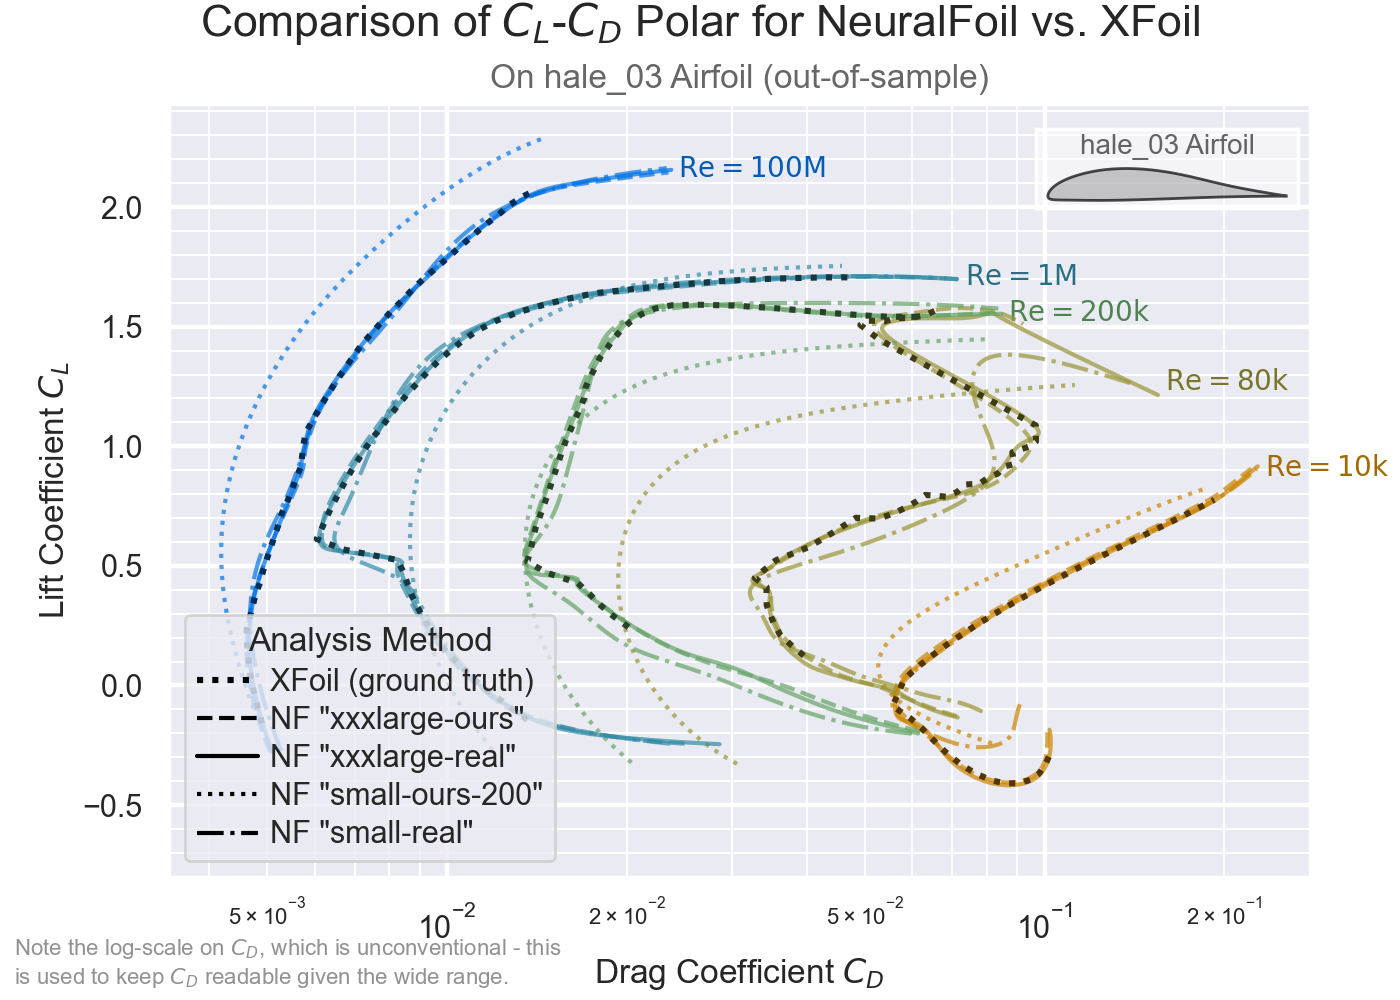 Comparison of C_L-C_D Polar for NeuralFoil vs. XFoil
On hale_03 Airfoil (out-of-sample)
hale_03 Airfoil
Re = 100M
Re = 1M
Re = 200k
Re = 80k
Re = 10k
Lift Coefficient C_L
2.0
1.5
1.0
0.5
0.0
−0.5
Analysis Method
XFoil (ground truth)
NF "xxxlarge-ours"
NF "xxxlarge-real"
NF "small-ours-200"
NF "small-real"
5 × 10⁻³
10⁻²
2 × 10⁻²
5 × 10⁻²
10⁻¹
2 × 10⁻¹
Drag Coefficient C_D
Note the log-scale on C_D, which is unconventional - this
is used to keep C_D readable given the wide range.